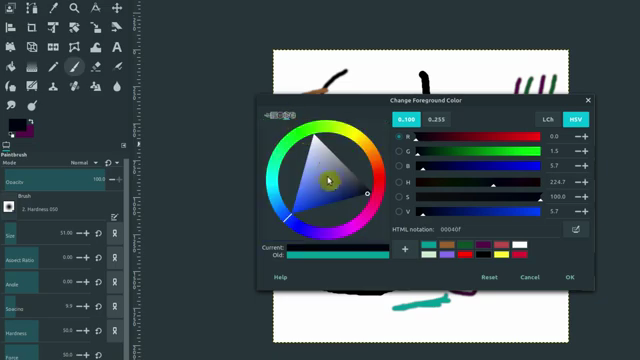 Change Foreground Color
0..100
0..255
LCh
HSV
R
0.0
G
1.5
B
5.7
H
224.7
S
100.0
V
5.7
HTML notation:
00040f
Current:
Old:
Help
Reset
Cancel
OK
Paintbrush
Mode
Normal
Opacity
100.0
Brush
2. Hardness 050
Size
51.00
Aspect Ratio
0.00
Angle
0.00
Spacing
Hardness
50.0
Force
50.0